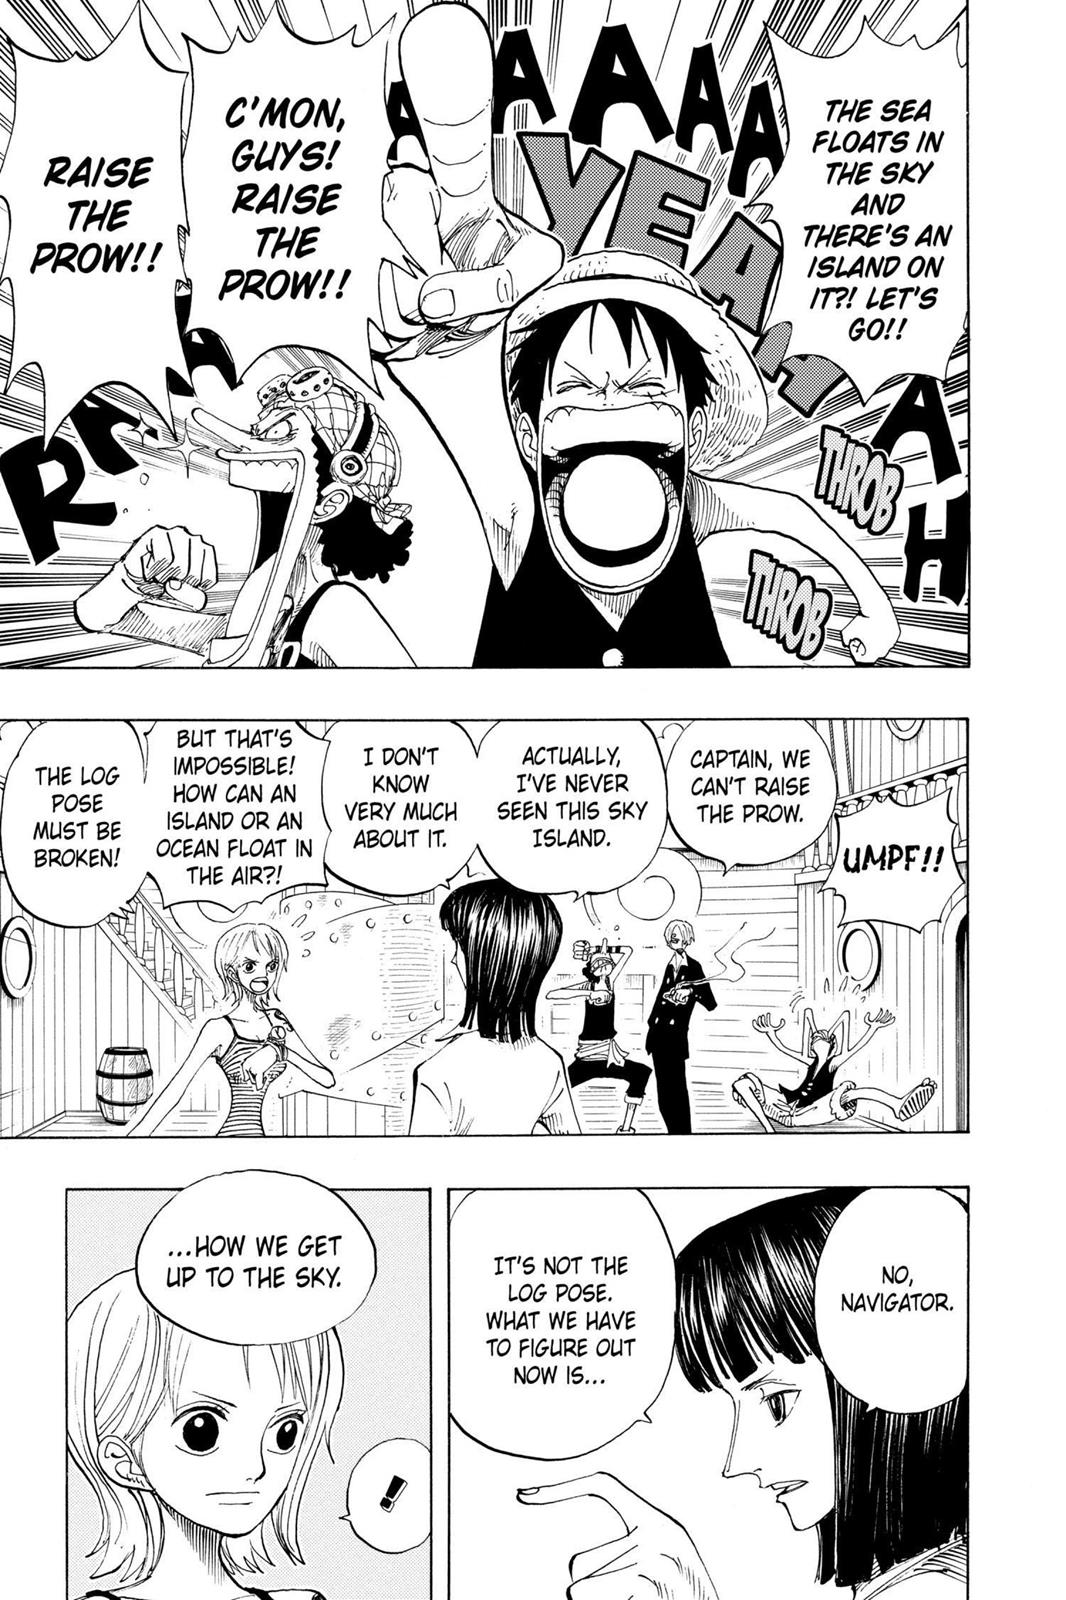 THE SEA
FLOATS IN
THE SKY
AND
THERE'S AN
ISLAND ON
IT?! LET'S
GO!!
YEAH
AAAAAAAH
C'MON,
GUYS!
RAISE
THE
PROW!!
RAISE
THE
PROW!!
RAAA
THROB
THROB
CAPTAIN, WE
CAN'T RAISE
THE PROW.
UMPF!!
ACTUALLY,
I'VE NEVER
SEEN THIS SKY
ISLAND.
I DON'T
KNOW
VERY MUCH
ABOUT IT.
BUT THAT'S
IMPOSSIBLE!
HOW CAN AN
ISLAND OR AN
OCEAN FLOAT IN
THE AIR?!
THE LOG
POSE
MUST BE
BROKEN!
NO,
NAVIGATOR.
IT'S NOT THE
LOG POSE.
WHAT WE HAVE
TO FIGURE OUT
NOW IS...
...HOW WE GET
UP TO THE SKY.
!